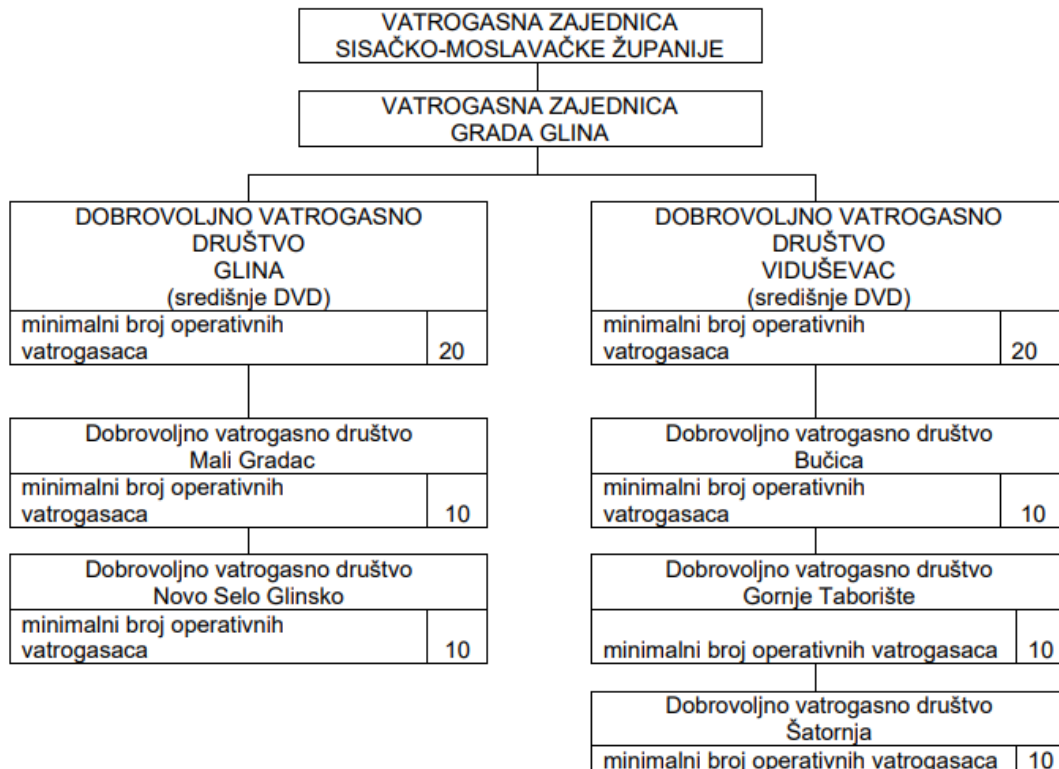 VATROGASNA ZAJEDNICA
SISAČKO-MOSLAVAČKE ŽUPANIJE
VATROGASNA ZAJEDNICA
GRADA GLINA
DOBROVOLJNO VATROGASNO
DRUŠTVO
GLINA
(središnje DVD)
minimalni broj operativnih
vatrogasaca 20
Dobrovoljno vatrogasno društvo
Mali Gradac
minimalni broj operativnih
vatrogasaca 10
Dobrovoljno vatrogasno društvo
Novo Selo Glinsko
minimalni broj operativnih
vatrogasaca 10
DOBROVOLJNO VATROGASNO
DRUŠTVO
VIDUŠEVAC
(središnje DVD)
minimalni broj operativnih
vatrogasaca 20
Dobrovoljno vatrogasno društvo
Bučica
minimalni broj operativnih
vatrogasaca 10
Dobrovoljno vatrogasno društvo
Gornje Taborište
minimalni broj operativnih vatrogasaca 10
Dobrovoljno vatrogasno društvo
Šatornja
minimalni broj operativnih vatrogasaca 10